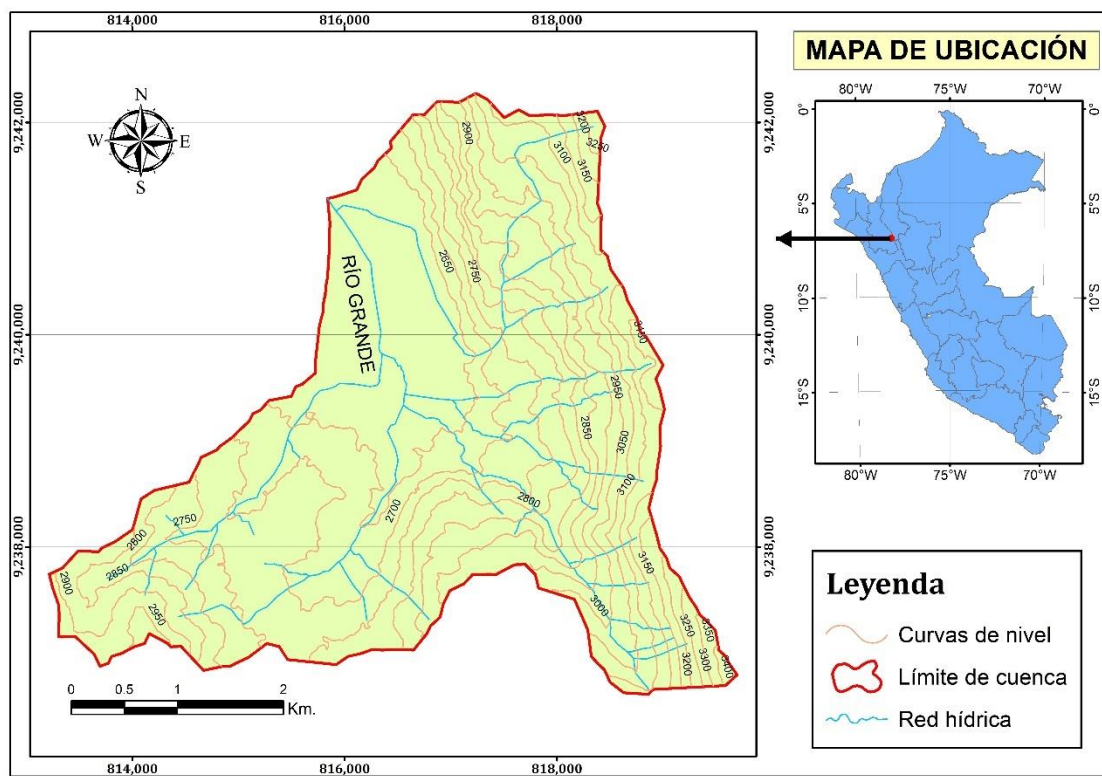 814,000
816,000
818,000
9,242,000
9,242,000
9,240,000
9,240,000
9,238,000
9,238,000
814,000
816,000
818,000
N
W
E
S
RÍO GRANDE
2900
3200
3250
3100
3150
2650
2750
3100
2950
2850
3050
3100
2700
2800
2750
2800
2850
2900
2950
3150
3000
3250
3350
3200
3300
3400
0
0.5
1
2
Km.
MAPA DE UBICACIÓN
80°W
75°W
70°W
0°
0°
5°S
5°S
10°S
10°S
15°S
15°S
80°W
75°W
70°W
Leyenda
Curvas de nivel
Límite de cuenca
Red hídrica